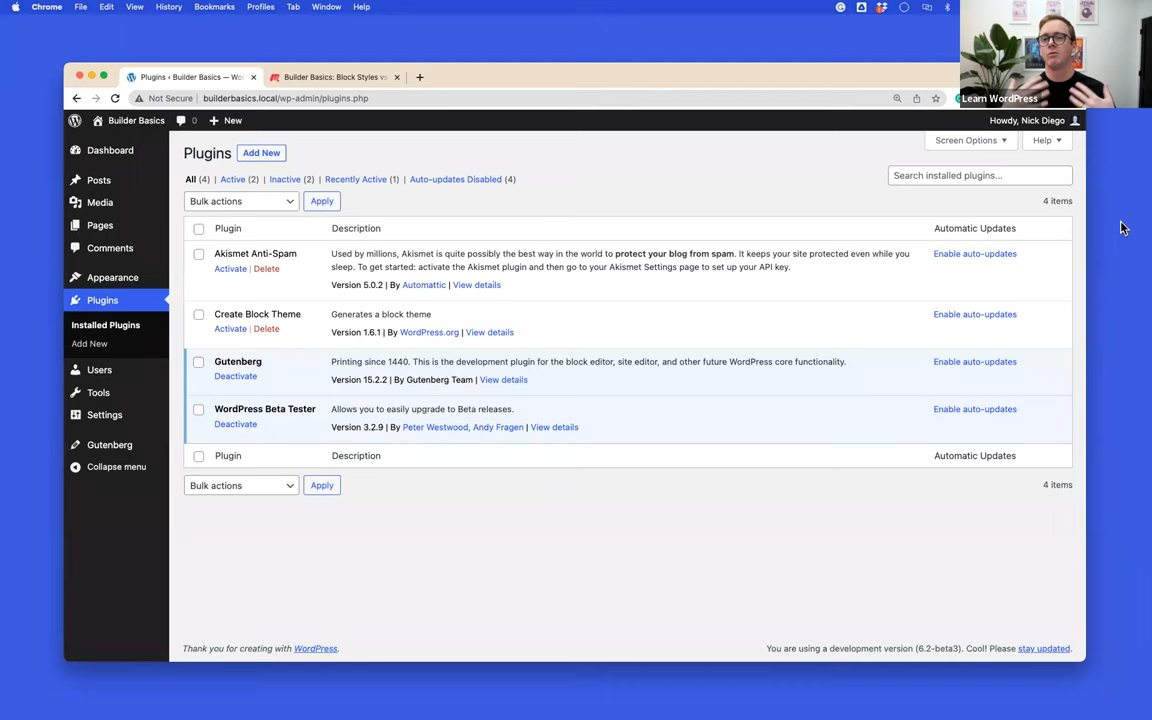 Chrome File Edit View History Bookmarks Profiles Tab Window Help
Plugins ‹ Builder Basics — Wo
Builder Basics: Block Styles vs
Not Secure builderbasics.local/wp-admin/plugins.php
Learn WordPress
Builder Basics 0 New
Howdy, Nick Diego
Dashboard
Posts
Media
Pages
Comments
Appearance
Plugins
Installed Plugins
Add New
Users
Tools
Settings
Gutenberg
Collapse menu
Screen Options Help
Plugins Add New
All (4) | Active (2) | Inactive (2) | Recently Active (1) | Auto-updates Disabled (4)
Search installed plugins...
Bulk actions Apply
4 items
Plugin Description Automatic Updates
Akismet Anti-Spam
Activate | Delete
Used by millions, Akismet is quite possibly the best way in the world to protect your blog from spam. It keeps your site protected even while you
sleep. To get started: activate the Akismet plugin and then go to your Akismet Settings page to set up your API key.
Version 5.0.2 | By Automattic | View details
Enable auto-updates
Create Block Theme
Activate | Delete
Generates a block theme
Version 1.6.1 | By WordPress.org | View details
Enable auto-updates
Gutenberg
Deactivate
Printing since 1440. This is the development plugin for the block editor, site editor, and other future WordPress core functionality.
Version 15.2.2 | By Gutenberg Team | View details
Enable auto-updates
WordPress Beta Tester
Deactivate
Allows you to easily upgrade to Beta releases.
Version 3.2.9 | By Peter Westwood, Andy Fragen | View details
Enable auto-updates
Plugin Description Automatic Updates
Bulk actions Apply
4 items
Thank you for creating with WordPress.
You are using a development version (6.2-beta3). Cool! Please stay updated.